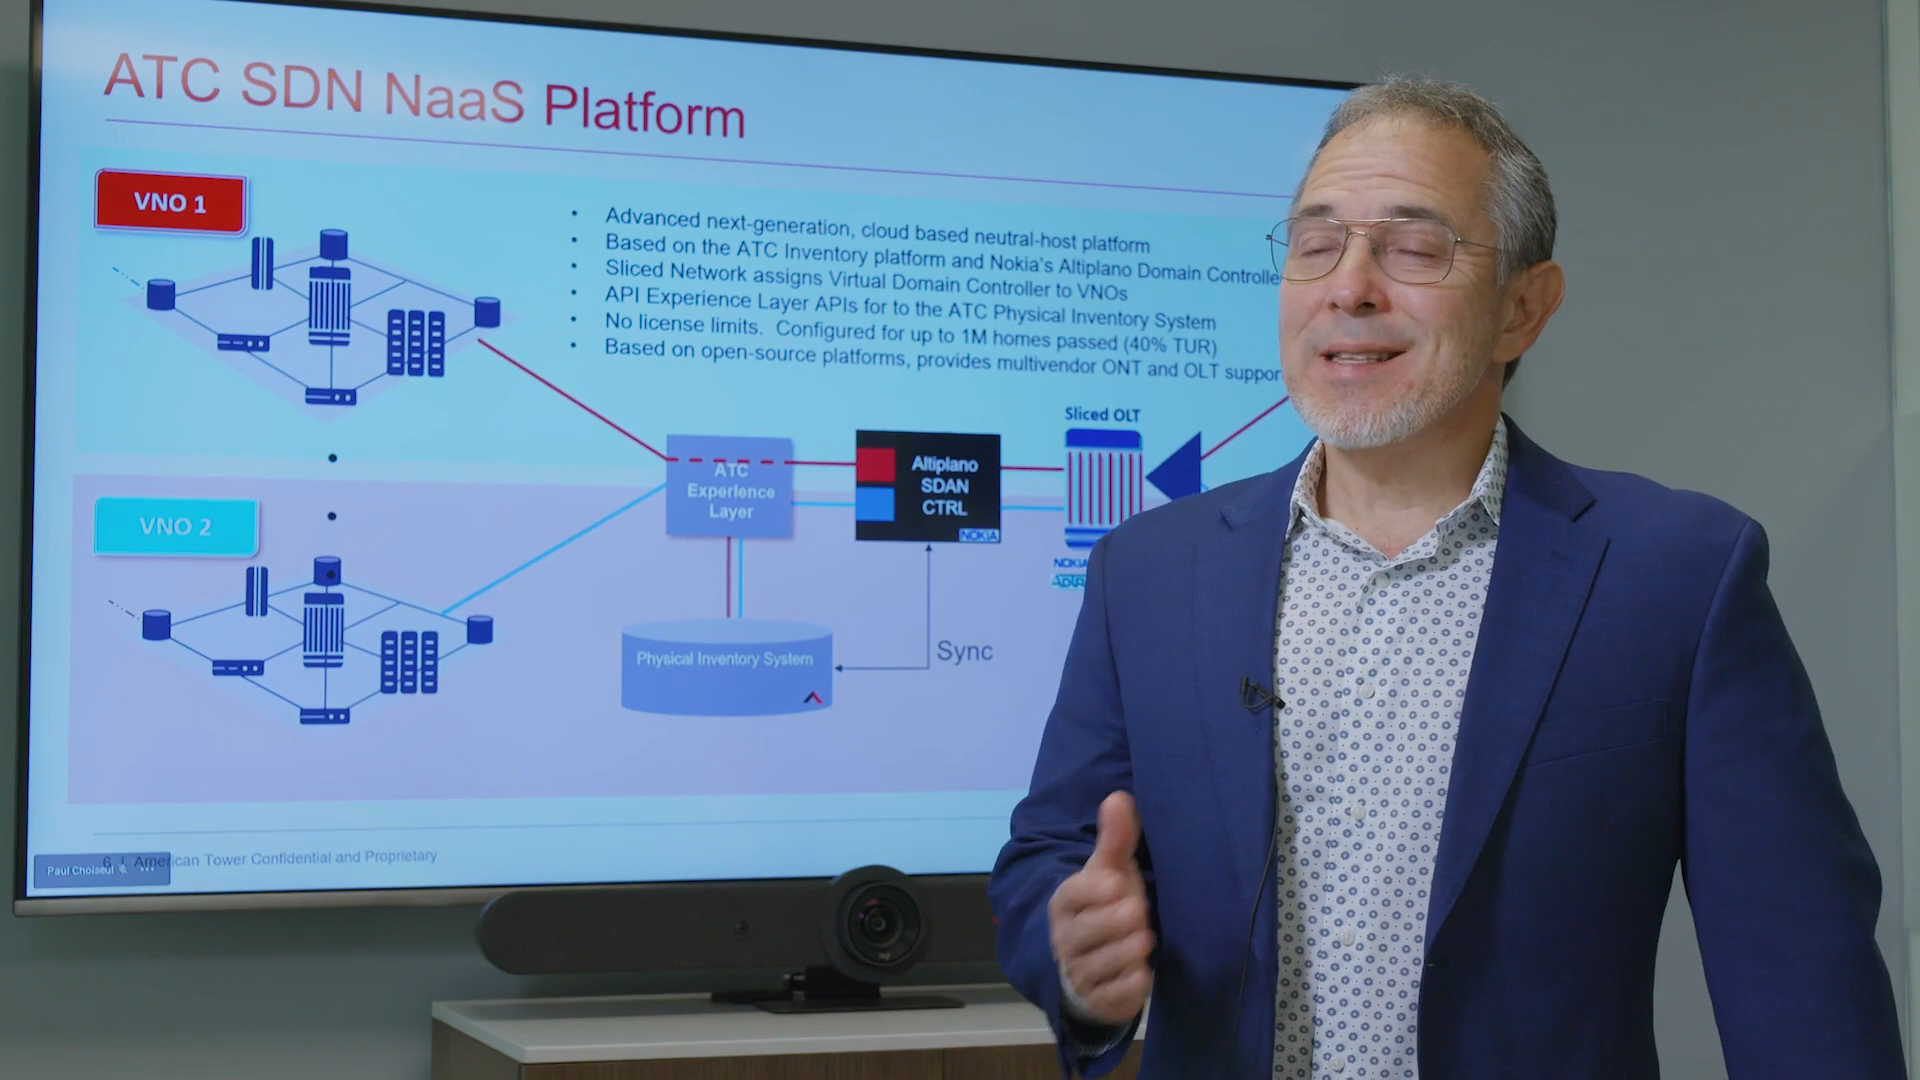 ATC SDN NaaS Platform
VNO 1
• Advanced next-generation, cloud based neutral-host platform
• Based on the ATC Inventory platform and Nokia's Altiplano Domain Controlle
• Sliced Network assigns Virtual Domain Controller to VNOs
• API Experience Layer APIs for to the ATC Physical Inventory System
• No license limits. Configured for up to 1M homes passed (40% TUR)
• Based on open-source platforms, provides multivendor ONT and OLT suppor
Sliced OLT
ATC
Experience
Layer
Altiplano
SDAN
CTRL
NOKIA
VNO 2
NOKIA
Physical Inventory System
Sync
6 | American Tower Confidential and Proprietary
Paul Choiseul